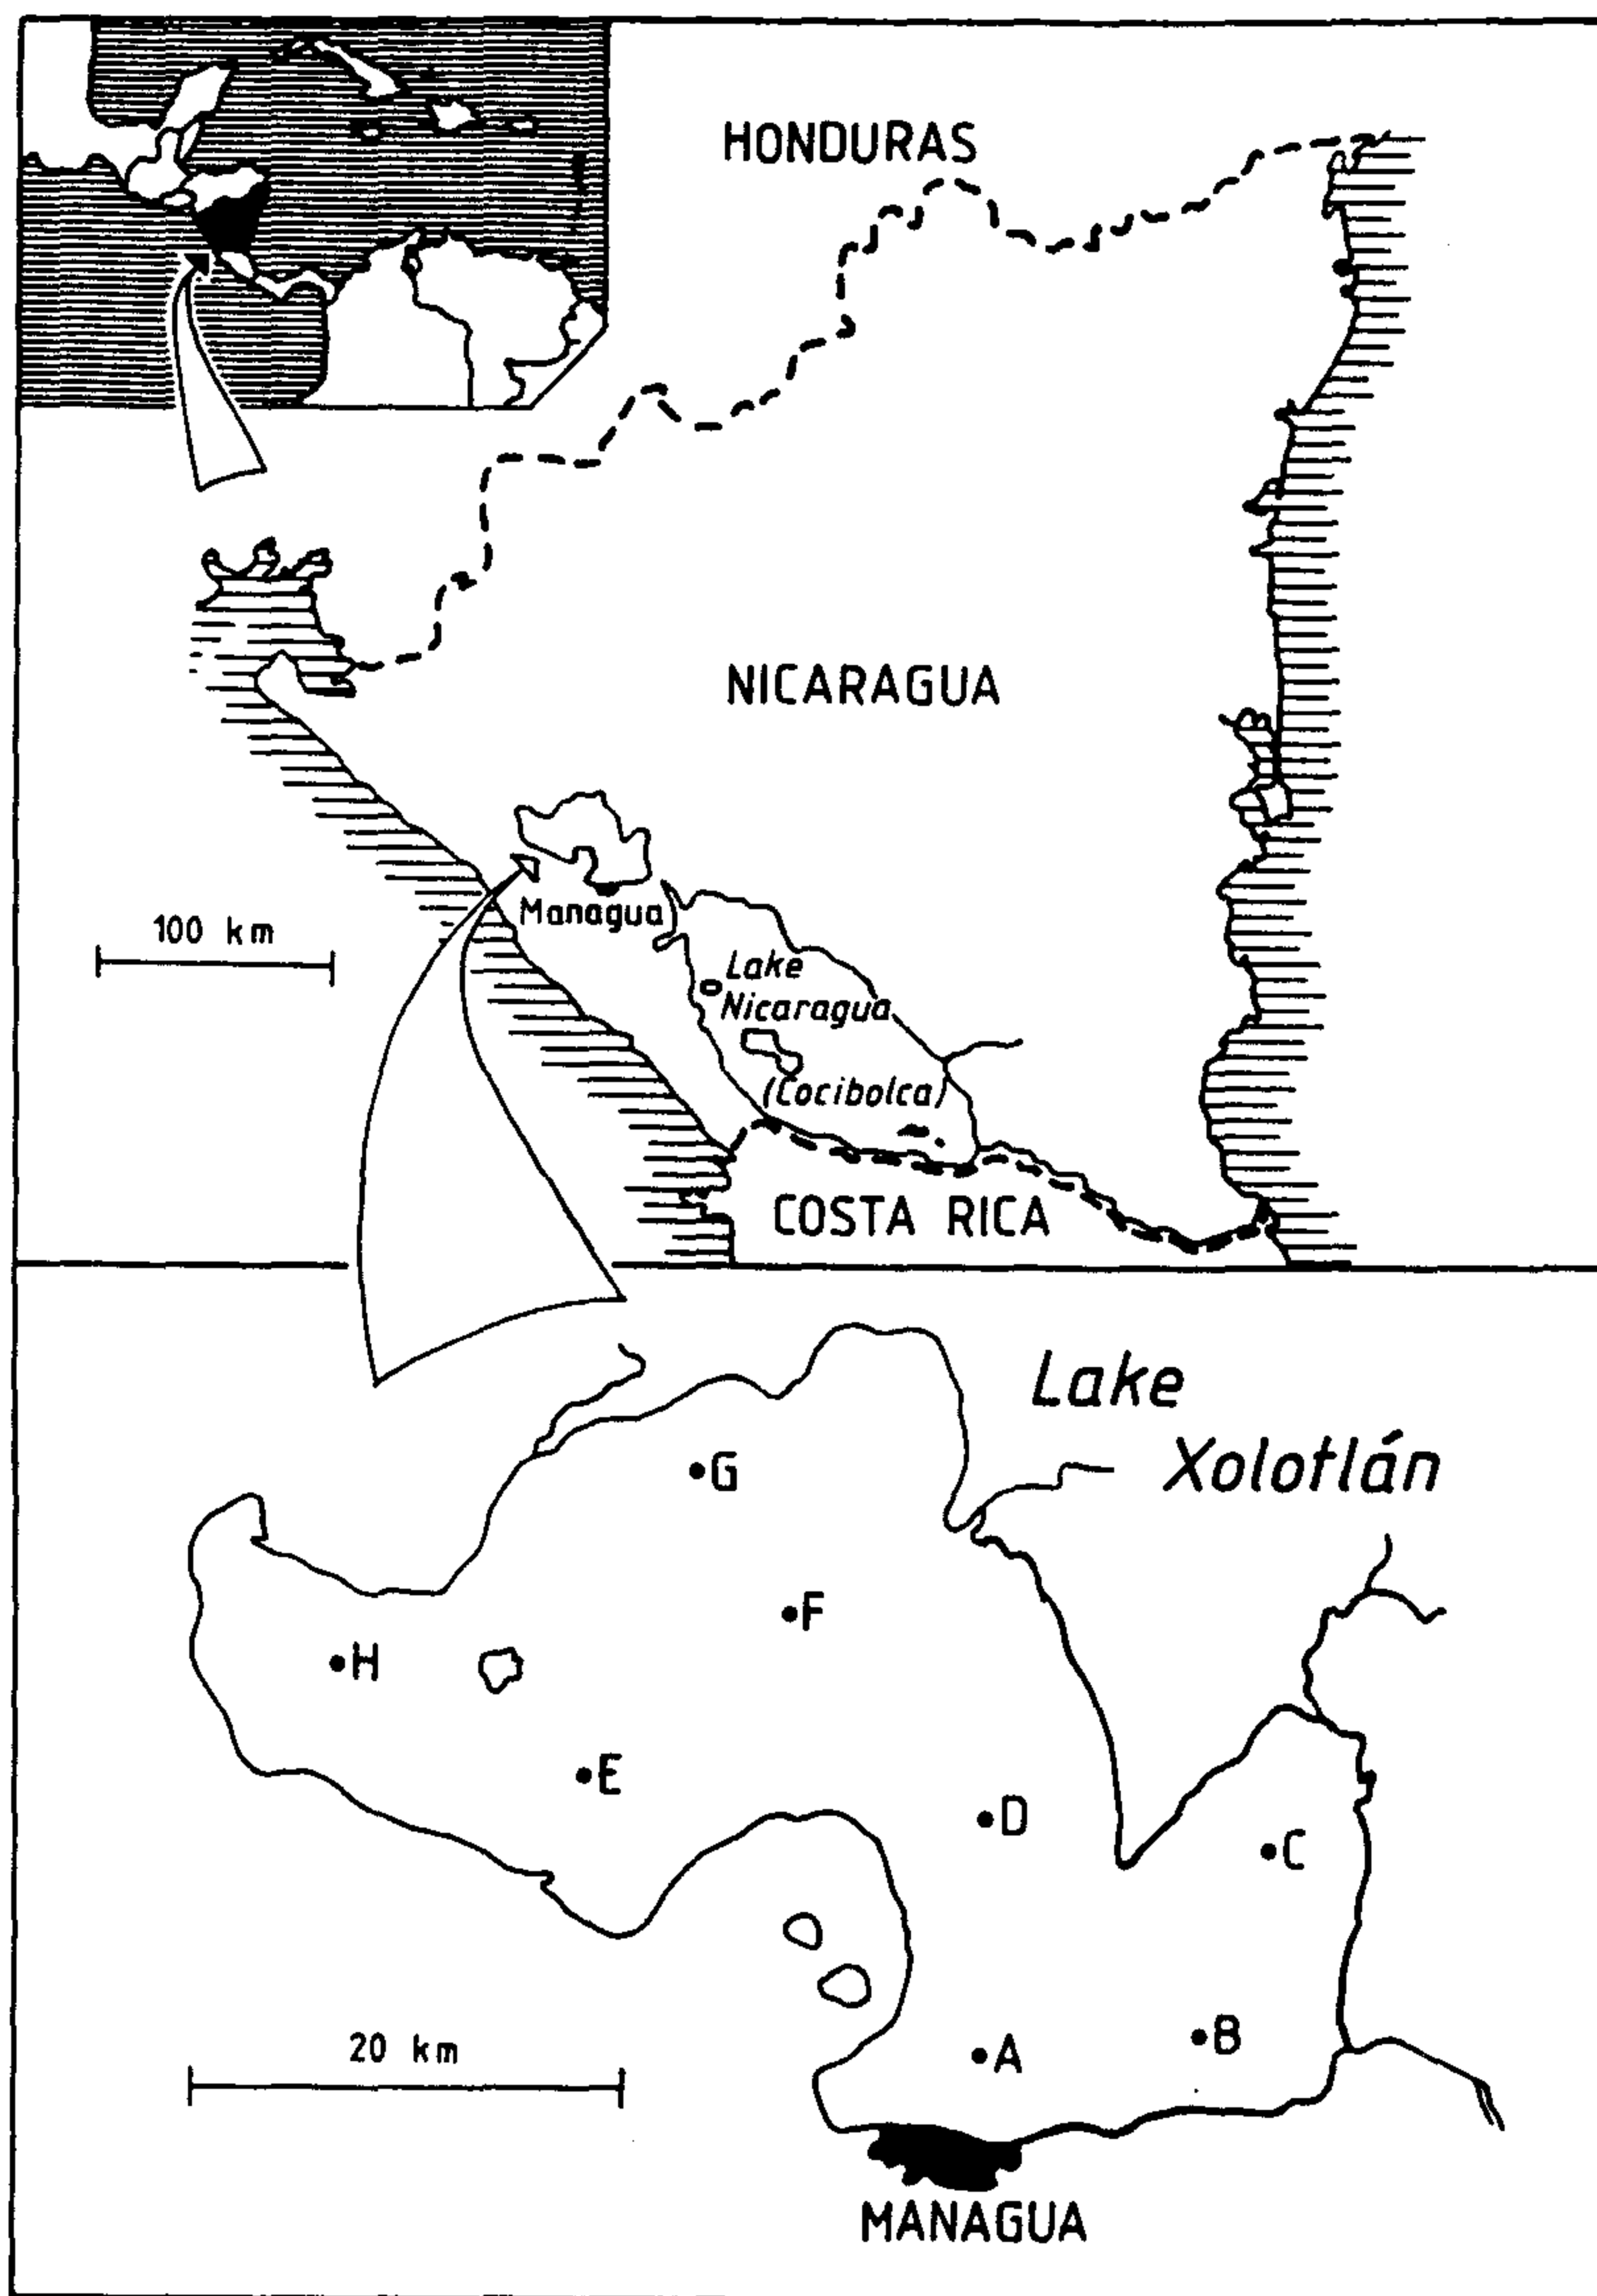 HONDURAS
NICARAGUA
Managua
100 km
Lake
Nicaragua
(Cocibolca)
COSTA RICA
Lake
Xolotlán
G
F
H
E
D
C
20 km
A
B
MANAGUA